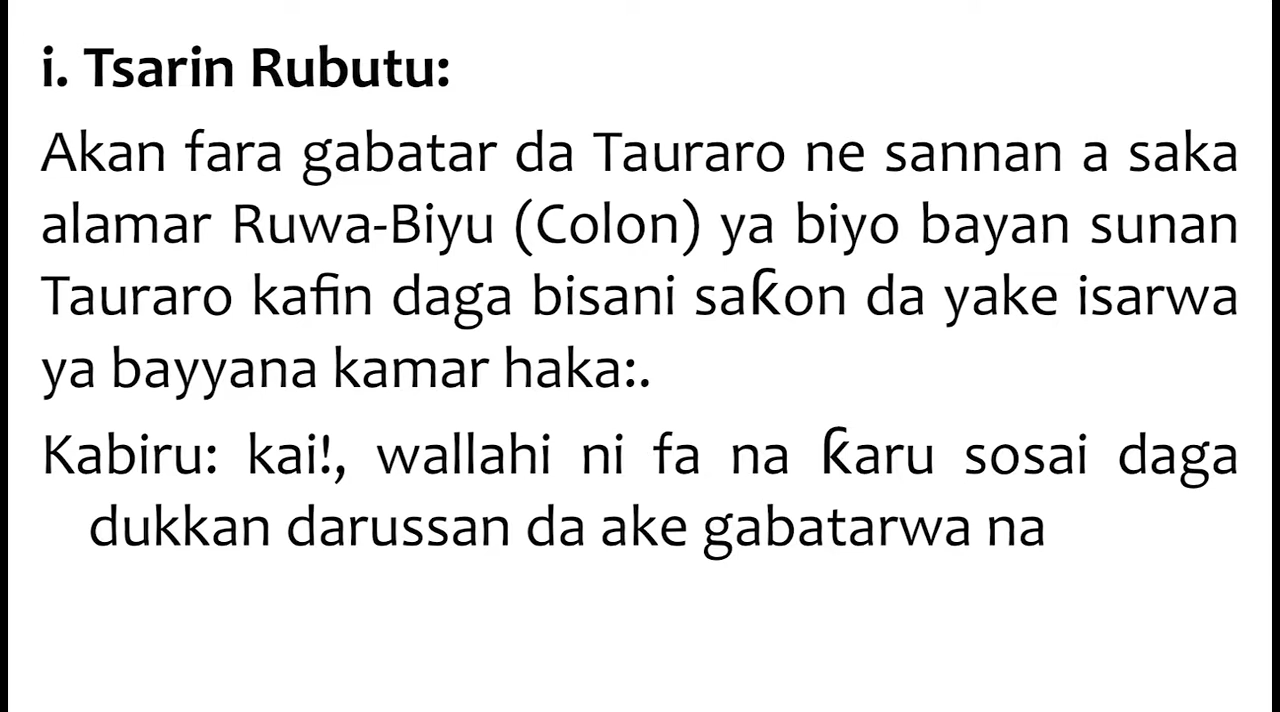 i. Tsarin Rubutu:
Akan fara gabatar da Tauraro ne sannan a saka
alamar Ruwa-Biyu (Colon) ya biyo bayan sunan
Tauraro kafin daga bisani saƙon da yake isarwa
ya bayyana kamar haka:.
Kabiru: kai!, wallahi ni fa na ƙaru sosai daga
dukkan darussan da ake gabatarwa na